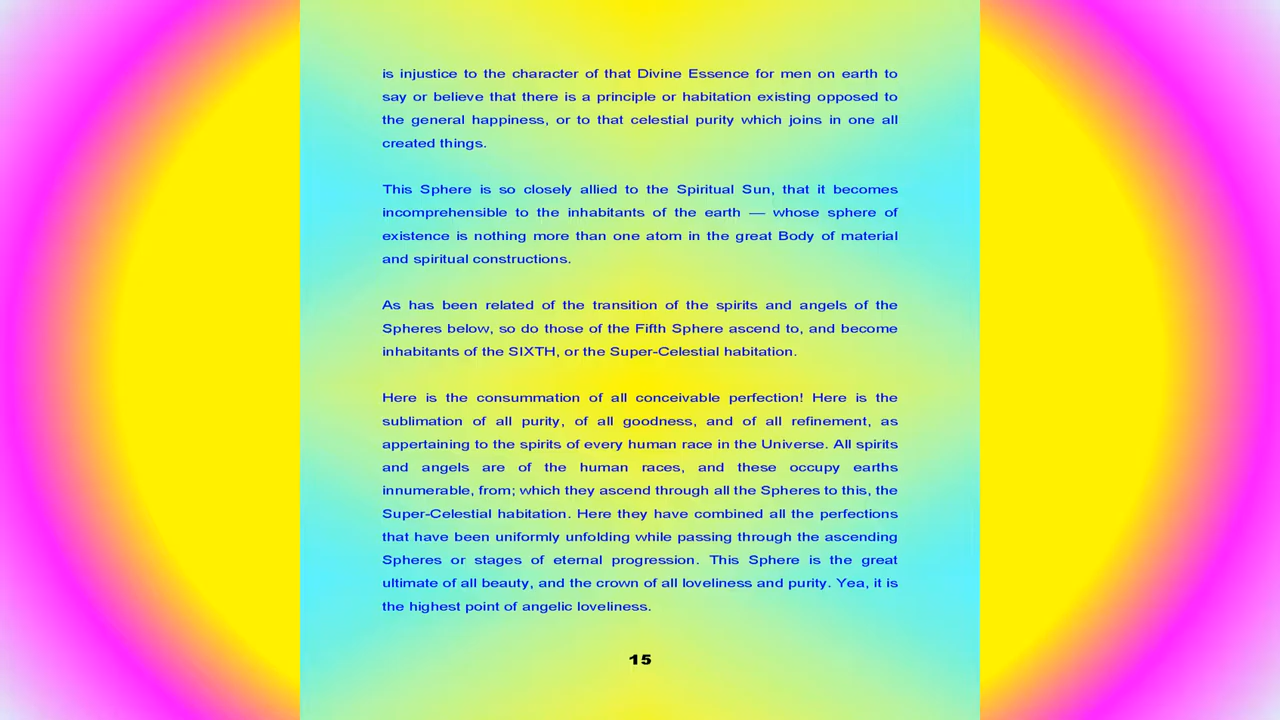 is injustice to the character of that Divine Essence for men on earth to
say or believe that there is a principle or habitation existing opposed to
the general happiness, or to that celestial purity which joins in one all
created things.
This Sphere is so closely allied to the Spiritual Sun, that it becomes
incomprehensible to the inhabitants of the earth — whose sphere of
existence is nothing more than one atom in the great Body of material
and spiritual constructions.
As has been related of the transition of the spirits and angels of the
Spheres below, so do those of the Fifth Sphere ascend to, and become
inhabitants of the SIXTH, or the Super-Celestial habitation.
Here is the consummation of all conceivable perfection! Here is the
sublimation of all purity, of all goodness, and of all refinement, as
appertaining to the spirits of every human race in the Universe. All spirits
and angels are of the human races, and these occupy earths
innumerable, from; which they ascend through all the Spheres to this, the
Super-Celestial habitation. Here they have combined all the perfections
that have been uniformly unfolding while passing through the ascending
Spheres or stages of eternal progression. This Sphere is the great
ultimate of all beauty, and the crown of all loveliness and purity. Yea, it is
the highest point of angelic loveliness.
15